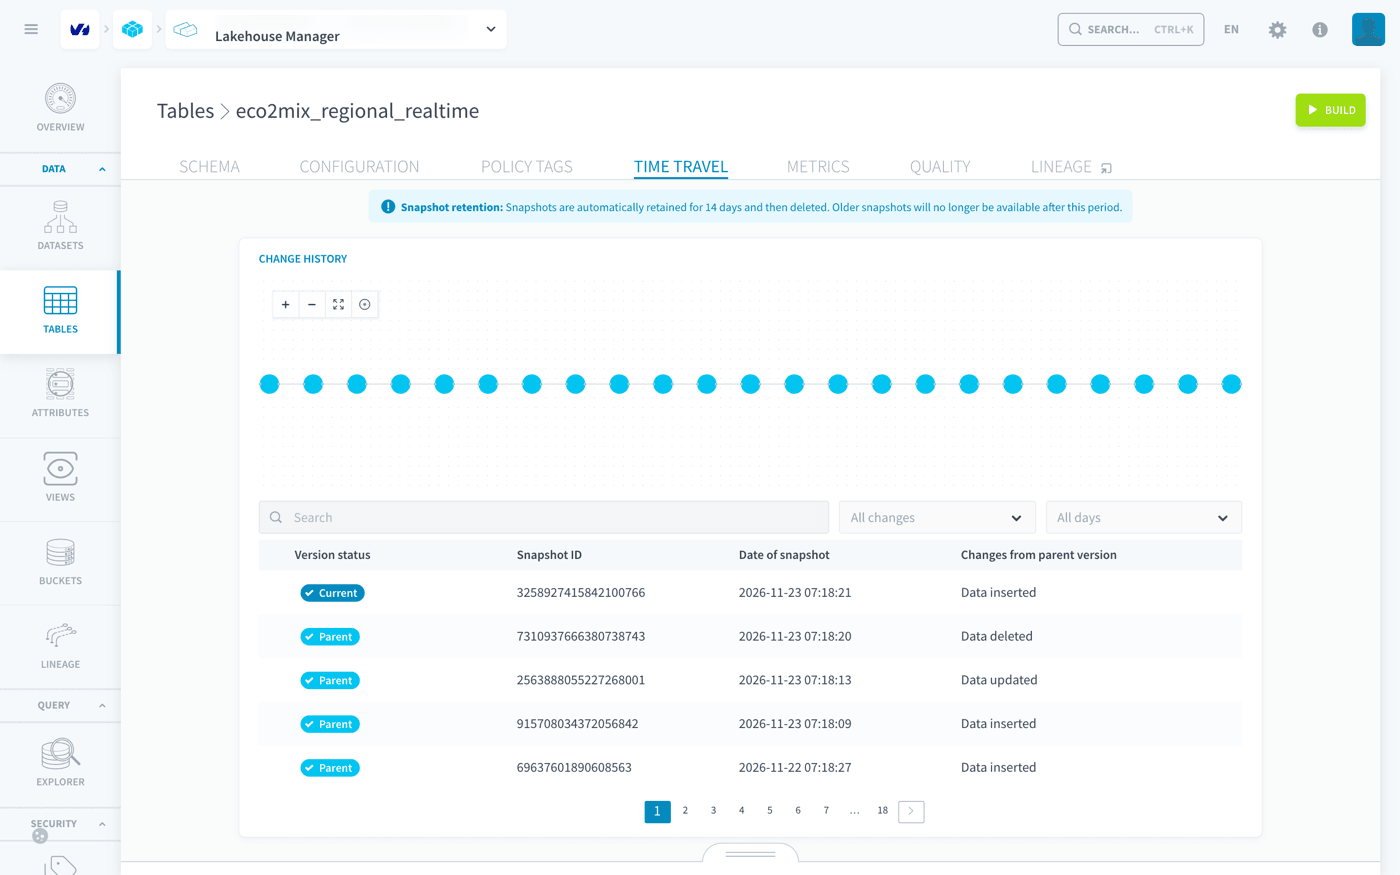 Lakehouse Manager
SEARCH... CTRL+K
EN
OVERVIEW
DATA
DATASETS
TABLES
ATTRIBUTES
VIEWS
BUCKETS
LINEAGE
QUERY
EXPLORER
SECURITY
Tables > eco2mix_regional_realtime
BUILD
SCHEMA CONFIGURATION POLICY TAGS TIME TRAVEL METRICS QUALITY LINEAGE
Snapshot retention: Snapshots are automatically retained for 14 days and then deleted. Older snapshots will no longer be available after this period.
CHANGE HISTORY
Search All changes All days
Version status Snapshot ID Date of snapshot Changes from parent version
Current 3258927415842100766 2026-11-23 07:18:21 Data inserted
Parent 7310937666380738743 2026-11-23 07:18:20 Data deleted
Parent 2563888055227268001 2026-11-23 07:18:13 Data updated
Parent 915708034372056842 2026-11-23 07:18:09 Data inserted
Parent 69637601890608563 2026-11-22 07:18:27 Data inserted
1 2 3 4 5 6 7 ... 18 >